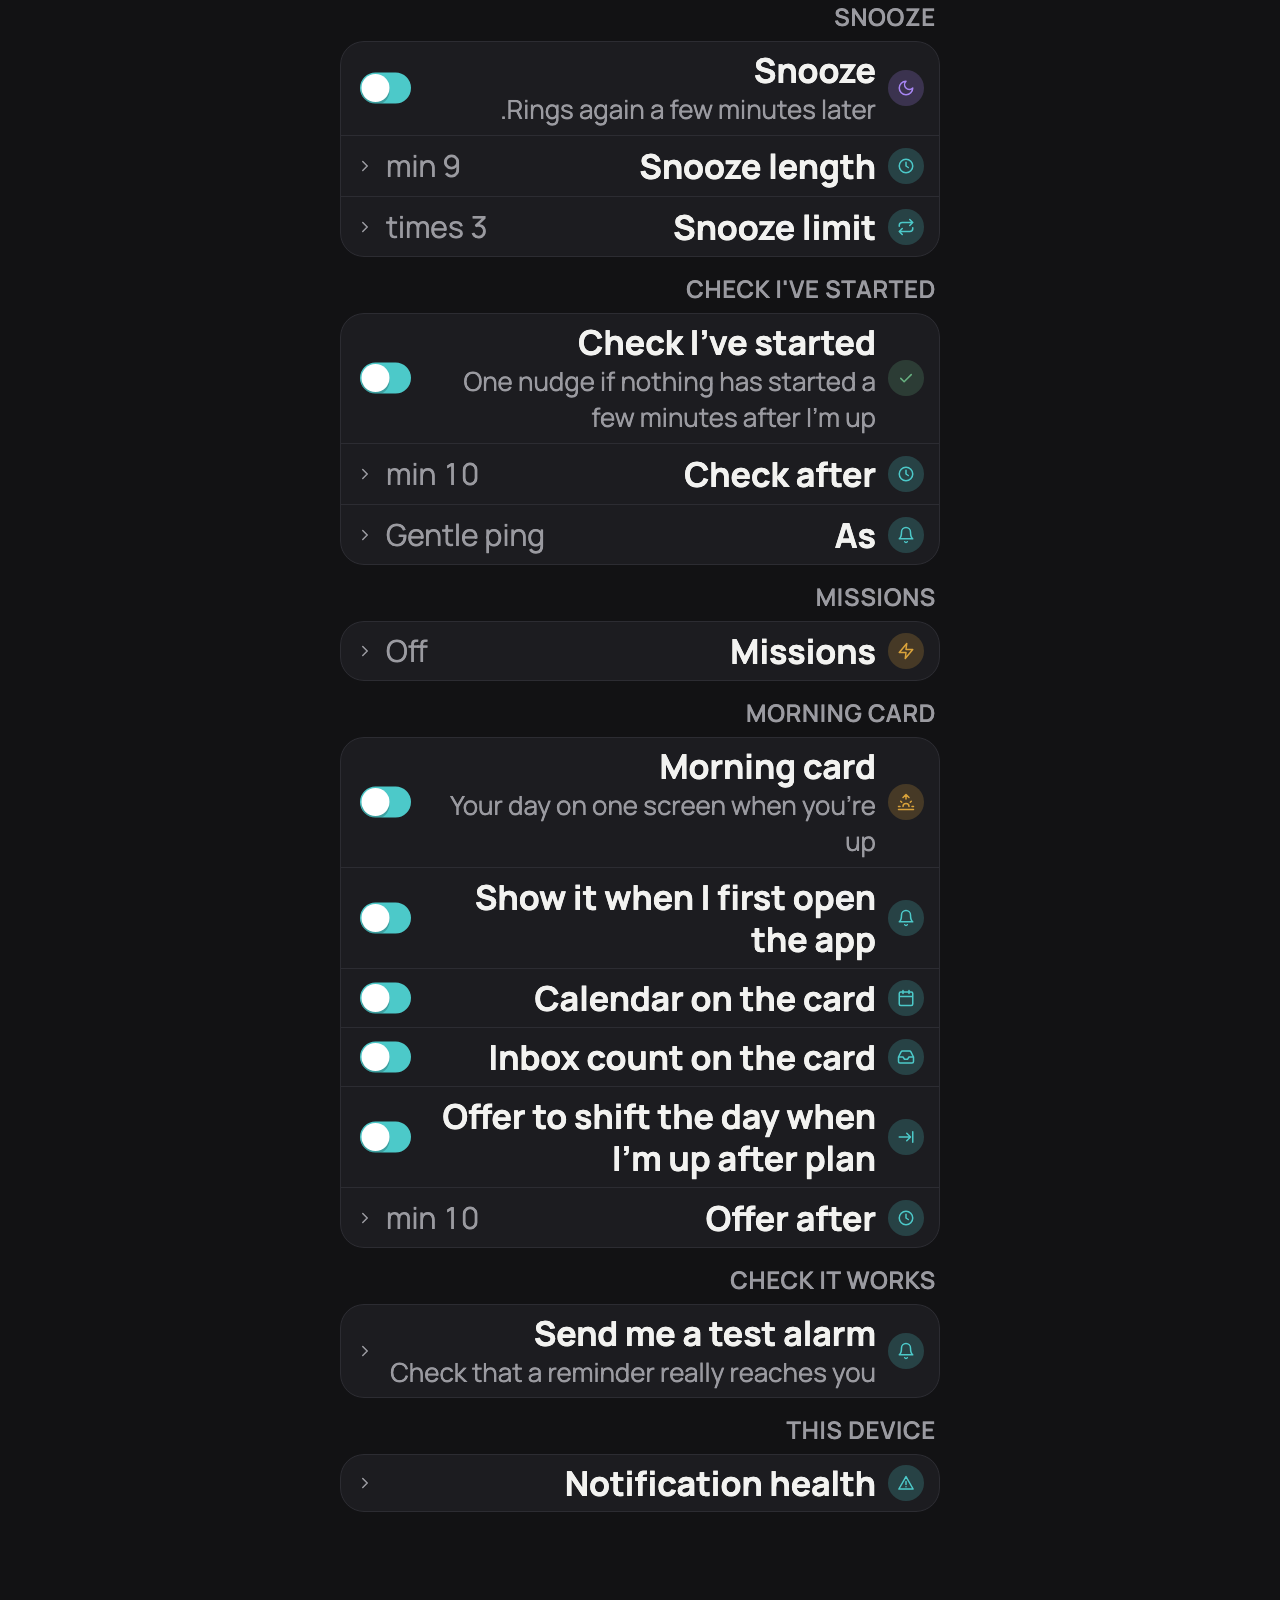 SNOOZE
Snooze
.Rings again a few minutes later
Snooze length
min 9
Snooze limit
times 3
CHECK I'VE STARTED
Check I’ve started
One nudge if nothing has started a
few minutes after I’m up
Check after
min 10
As
Gentle ping
MISSIONS
Missions
Off
MORNING CARD
Morning card
Your day on one screen when you’re
up
Show it when I first open
the app
Calendar on the card
Inbox count on the card
Offer to shift the day when
I’m up after plan
Offer after
min 10
CHECK IT WORKS
Send me a test alarm
Check that a reminder really reaches you
THIS DEVICE
Notification health